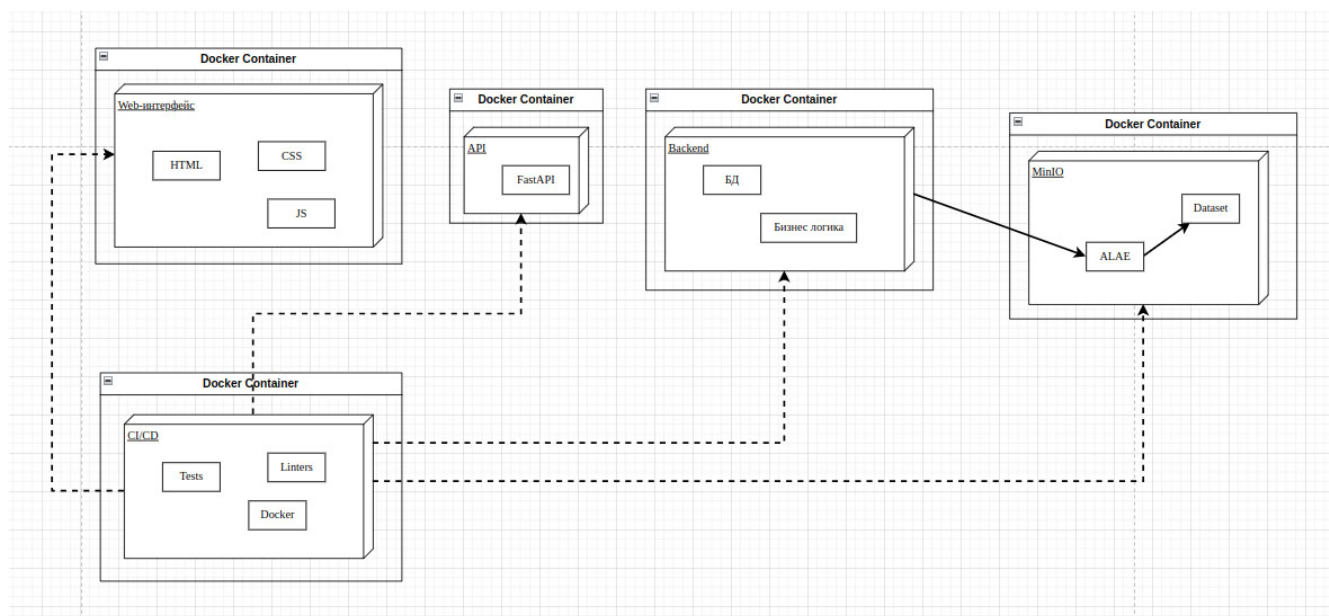 Docker Container
Web-интерфейс
HTML
CSS
JS
Docker Container
API
FastAPI
Docker Container
Backend
БД
Бизнес логика
Docker Container
MinIO
Dataset
ALAE
Docker Container
CI/CD
Tests
Linters
Docker